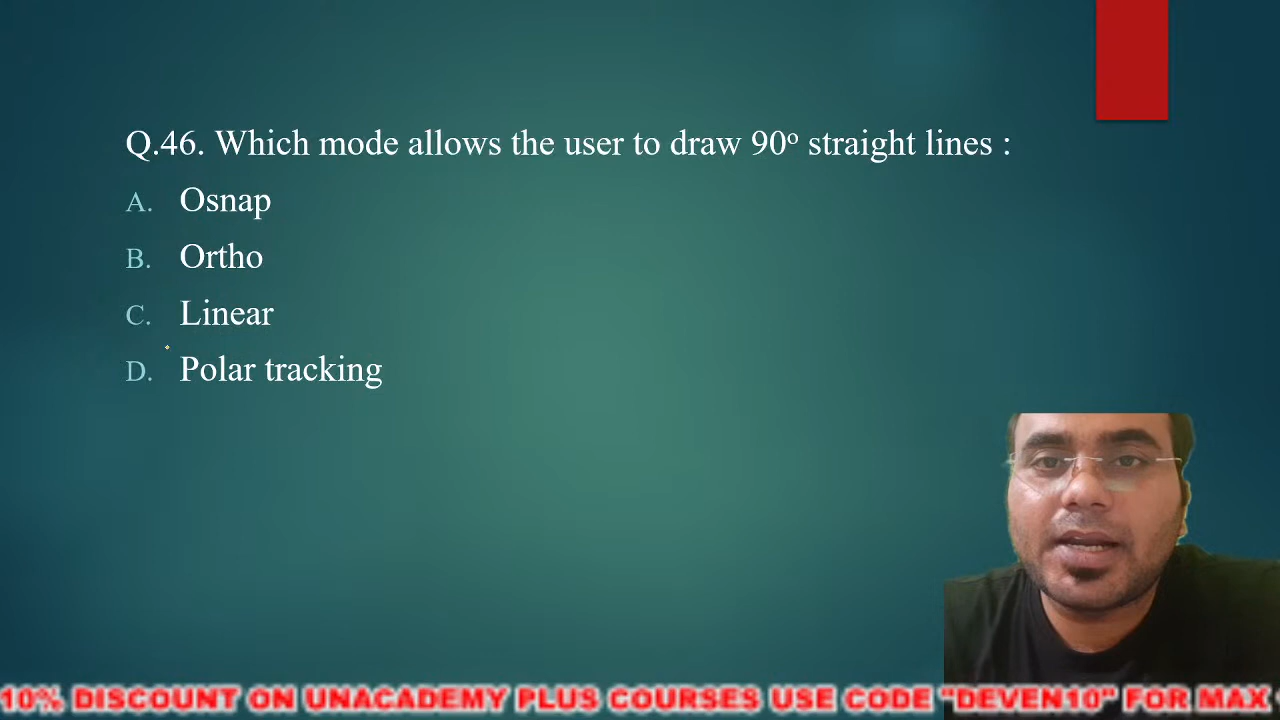 Q.46. Which mode allows the user to draw 90º straight lines :
A. Osnap
B. Ortho
C. Linear
D. Polar tracking
10% DISCOUNT ON UNACADEMY PLUS COURSES USE CODE "DEVEN10" FOR MAX